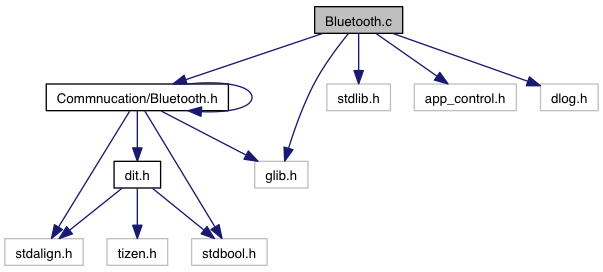 Bluetooth.c
Commnucation/Bluetooth.h
stdlib.h
app_control.h
dlog.h
dit.h
glib.h
stdalign.h
tizen.h
stdbool.h